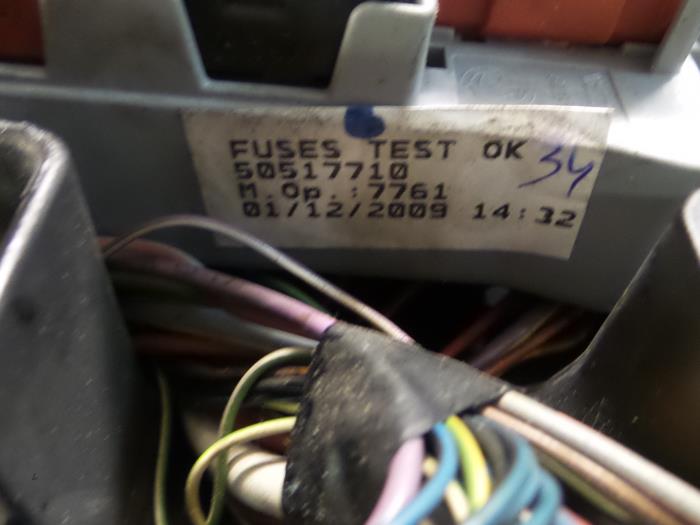 FUSES TEST OK
50517710
M.Op.:7761
01/12/2009 14:32
34